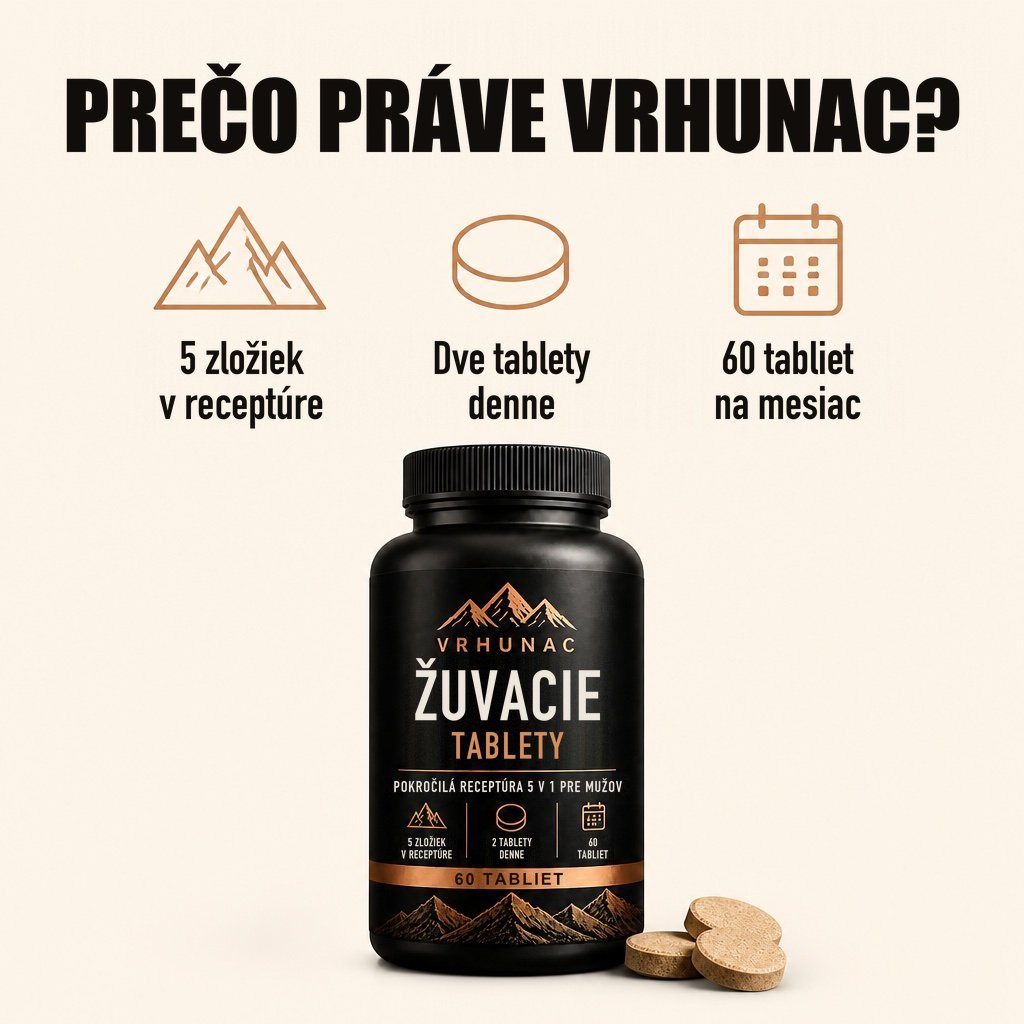 PREČO PRÁVE VRHUNAC?
5 zložiek
v receptúre
Dve tablety
denne
60 tabliet
na mesiac
VRHUNAC
ŽUVACIE
TABLETY
POKROČILÁ RECEPTÚRA 5 V 1 PRE MUŽOV
5 ZLOŽIEK
V RECEPTÚRE
2 TABLETY
DENNE
60
TABLIET
60 TABLIET